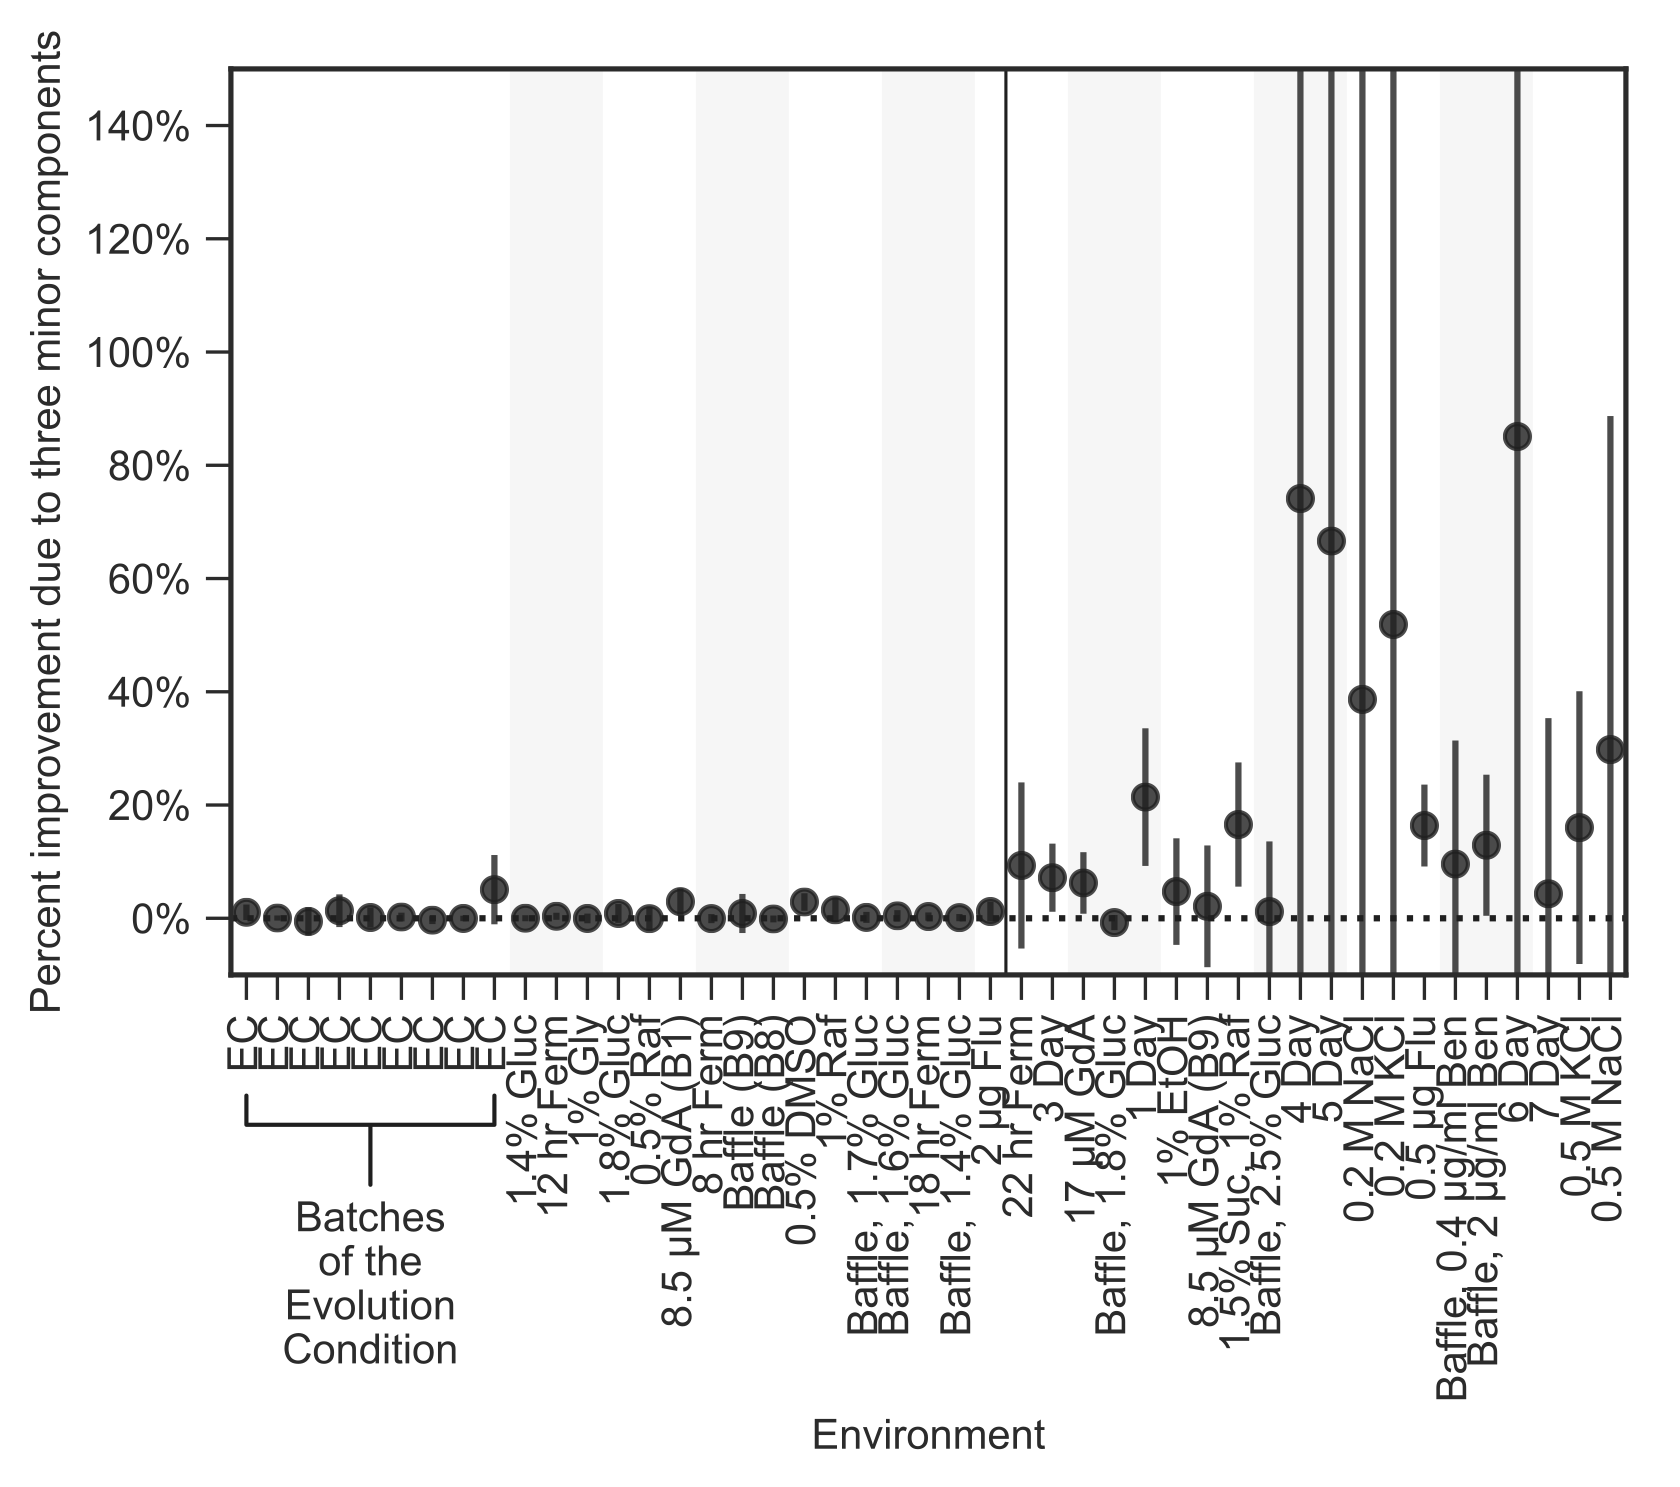 Percent improvement due to three minor components
140%
120%
100%
80%
60%
40%
20%
0%
EC
EC
EC
EC
EC
EC
EC
EC
EC
1.4% Gluc
12 hr Ferm
1% Gly
1.8% Gluc
0.5% Raf
8.5 μM GdA (B1)
8 hr Ferm
Baffle (B9)
Baffle (B8)
0.5% DMSO
1% Raf
Baffle, 1.7% Gluc
Baffle, 1.6% Gluc
18 hr Ferm
Baffle, 1.4% Gluc
2 μg Flu
22 hr Ferm
3 Day
17 μM GdA
Baffle, 1.8% Gluc
1 Day
1% EtOH
8.5 μM GdA (B9)
1.5% Suc, 1% Raf
Baffle, 2.5% Gluc
4 Day
5 Day
0.2 M NaCl
0.2 M KCl
0.5 μg Flu
Baffle, 0.4 μg/ml Ben
Baffle, 2 μg/ml Ben
6 Day
7 Day
0.5 M KCl
0.5 M NaCl
Batches
of the
Evolution
Condition
Environment